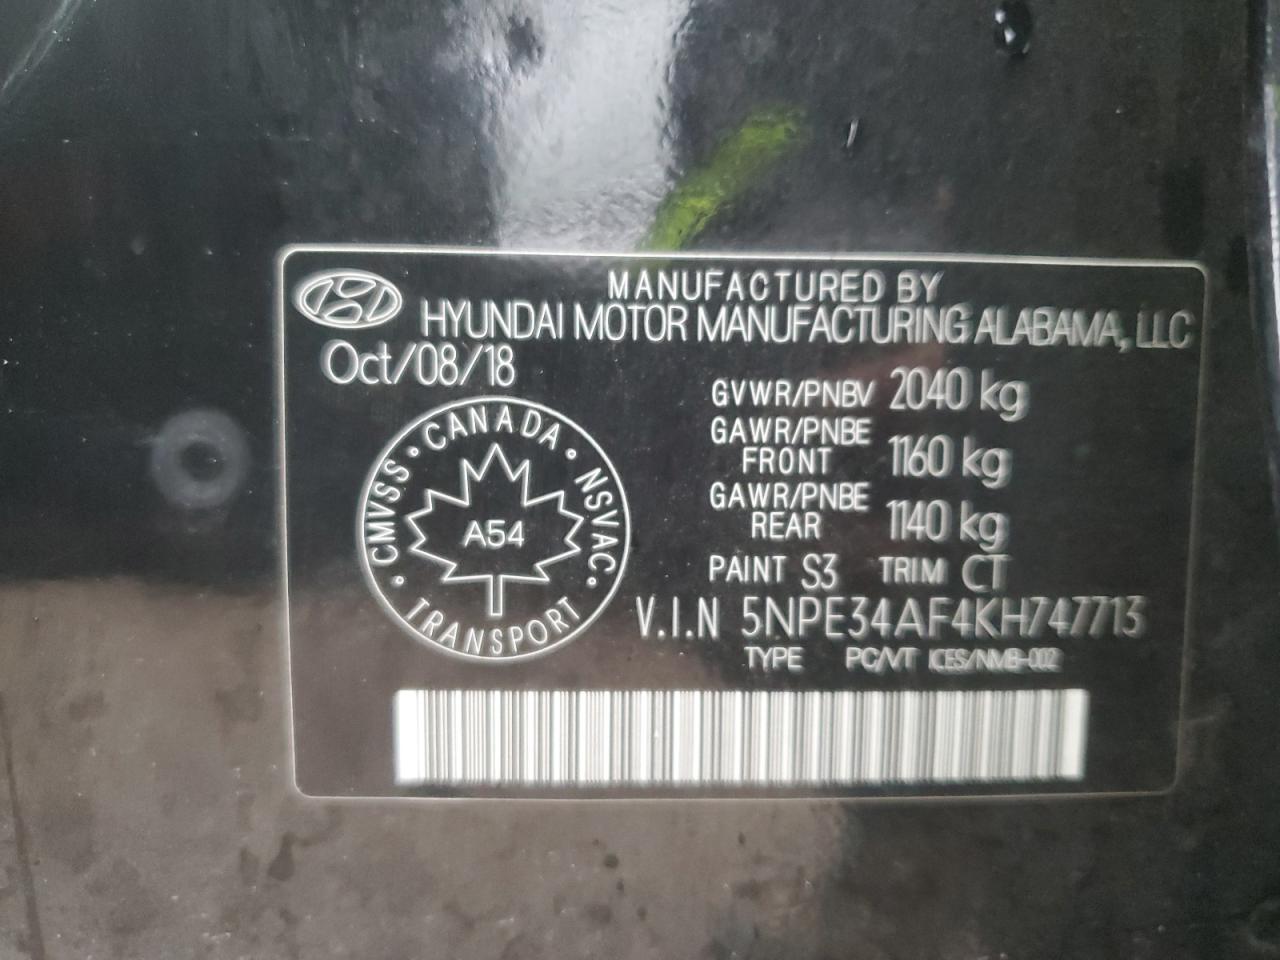 MANUFACTURED BY
HYUNDAI MOTOR MANUFACTURING ALABAMA, LLC
Oct/08/18
GVWR/PNBV 2040 kg
GAWR/PNBE FRONT 1160 kg
GAWR/PNBE REAR 1140 kg
CMVSS • CANADA • NSVAC • TRANSPORT •
A54
PAINT S3 TRIM CT
V.I.N 5NPE34AF4KH747713
TYPE PC/VT ICES/NMB-002